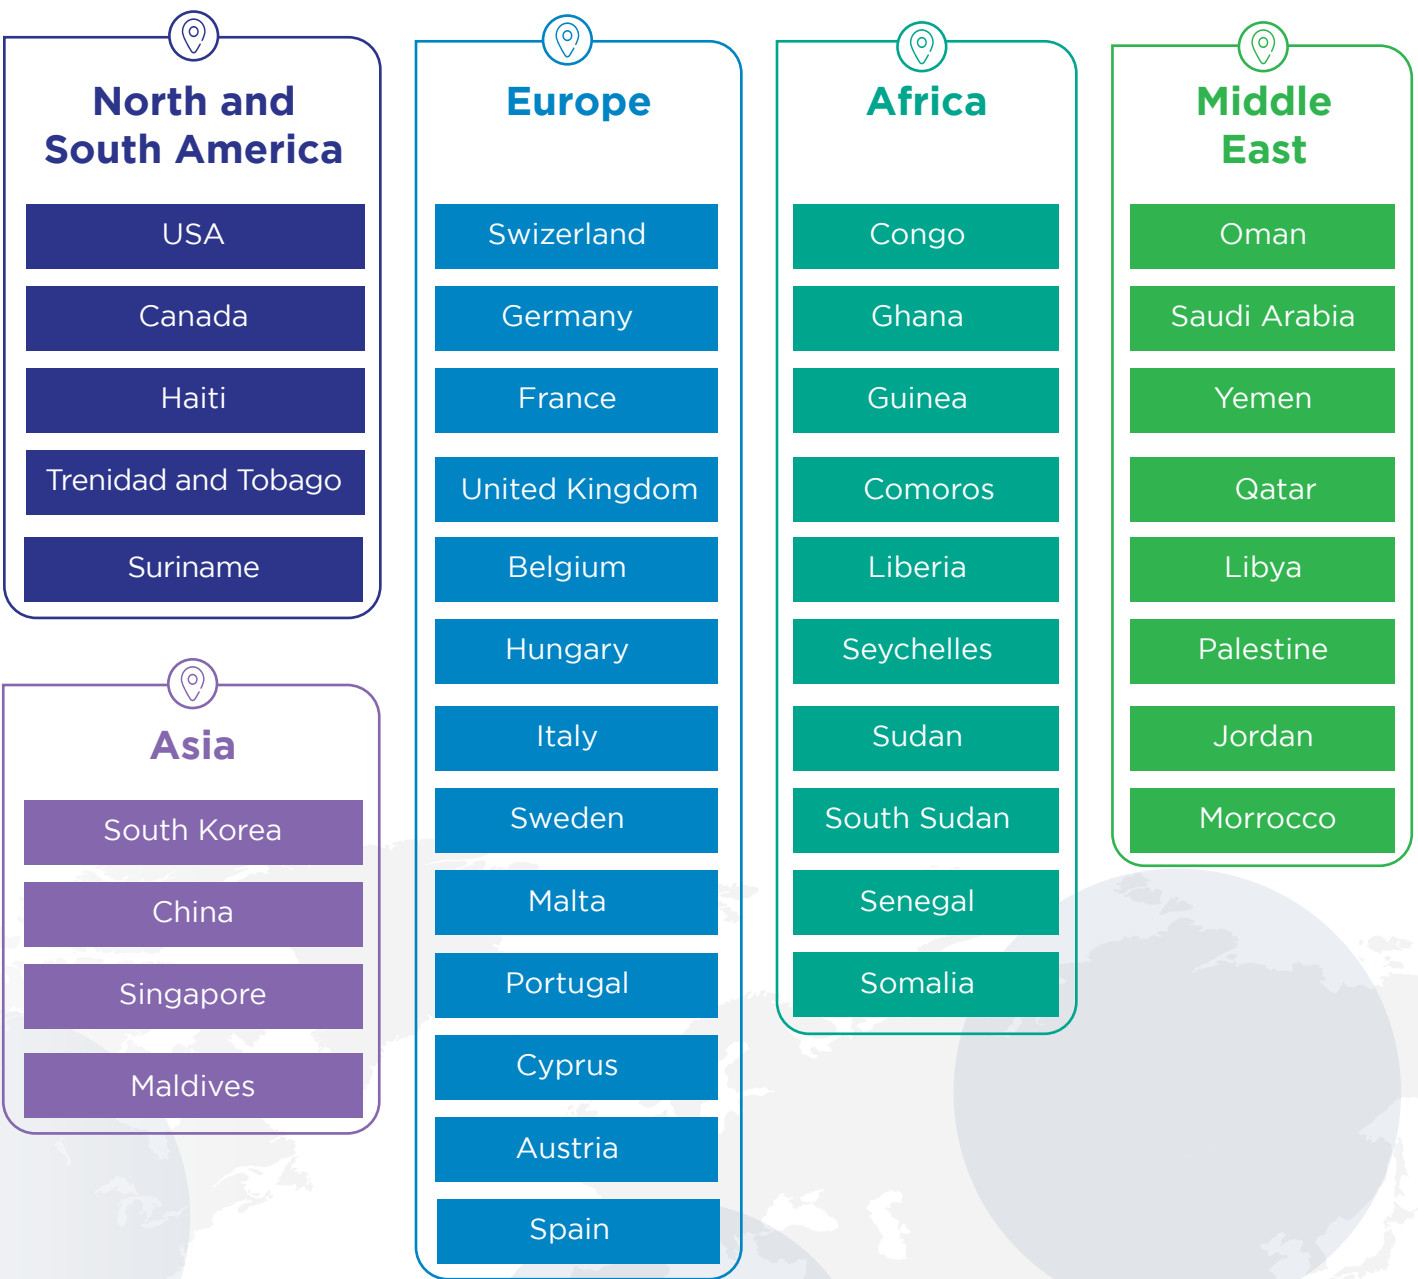 North and
South America
USA
Canada
Haiti
Trenidad and Tobago
Suriname
Asia
South Korea
China
Singapore
Maldives
Europe
Swizerland
Germany
France
United Kingdom
Belgium
Hungary
Italy
Sweden
Malta
Portugal
Cyprus
Austria
Spain
Africa
Congo
Ghana
Guinea
Comoros
Liberia
Seychelles
Sudan
South Sudan
Senegal
Somalia
Middle
East
Oman
Saudi Arabia
Yemen
Qatar
Libya
Palestine
Jordan
Morrocco